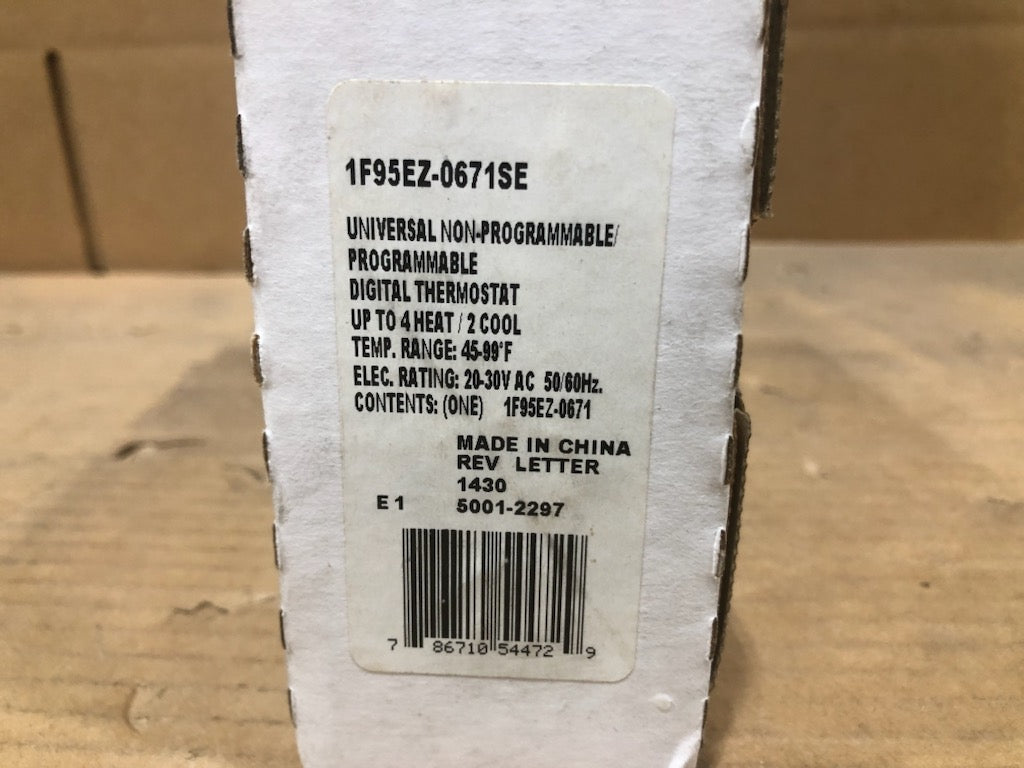 1F95EZ-0671SE
UNIVERSAL NON-PROGRAMMABLE/
PROGRAMMABLE
DIGITAL THERMOSTAT
UP TO 4 HEAT / 2 COOL
TEMP. RANGE: 45-99°F
ELEC. RATING: 20-30V AC 50/60Hz.
CONTENTS: (ONE) 1F95EZ-0671
MADE IN CHINA
REV LETTER
1430
E1 5001-2297
7 86710 54472 9